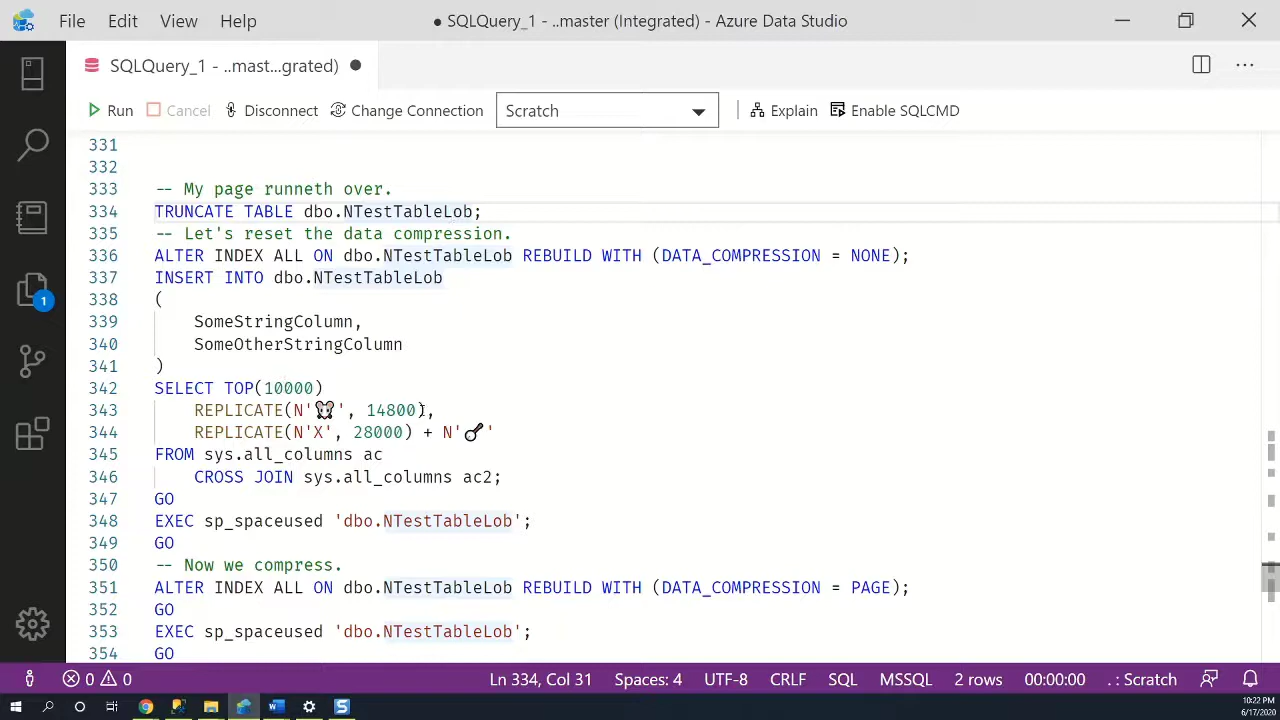 File Edit View Help ● SQLQuery_1 - ..master (Integrated) - Azure Data Studio
SQLQuery_1 - ..mast...grated) ●
Run Cancel Disconnect Change Connection Scratch Explain Enable SQLCMD
331
332
333 -- My page runneth over.
334 TRUNCATE TABLE dbo.NTestTableLob;
335 -- Let's reset the data compression.
336 ALTER INDEX ALL ON dbo.NTestTableLob REBUILD WITH (DATA_COMPRESSION = NONE);
337 INSERT INTO dbo.NTestTableLob
338 (
339 SomeStringColumn,
340 SomeOtherStringColumn
341 )
342 SELECT TOP(10000)
343 REPLICATE(N'🐭', 14800),
344 REPLICATE(N'X', 28000) + N'🍳'
345 FROM sys.all_columns ac
346 CROSS JOIN sys.all_columns ac2;
347 GO
348 EXEC sp_spaceused 'dbo.NTestTableLob';
349 GO
350 -- Now we compress.
351 ALTER INDEX ALL ON dbo.NTestTableLob REBUILD WITH (DATA_COMPRESSION = PAGE);
352 GO
353 EXEC sp_spaceused 'dbo.NTestTableLob';
354 GO
1
0 0 Ln 334, Col 31 Spaces: 4 UTF-8 CRLF SQL MSSQL 2 rows 00:00:00 . : Scratch
10:22 PM
6/17/2020